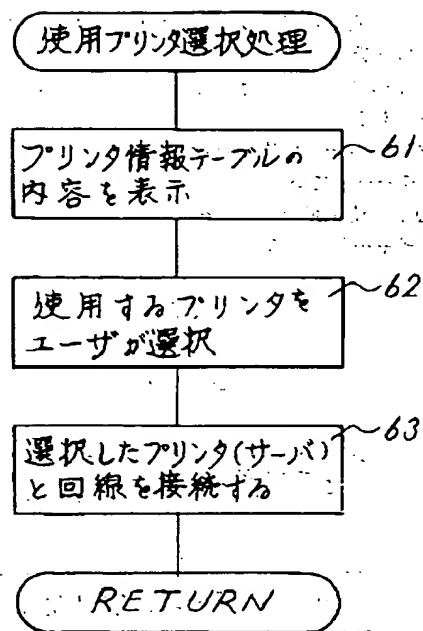 使用プリンタ選択処理
プリンタ情報テーブルの
内容を表示
61
使用するプリンタを
ユーザが選択
62
選択したプリンタ(サーバ)
と回線を接続する
63
RETURN